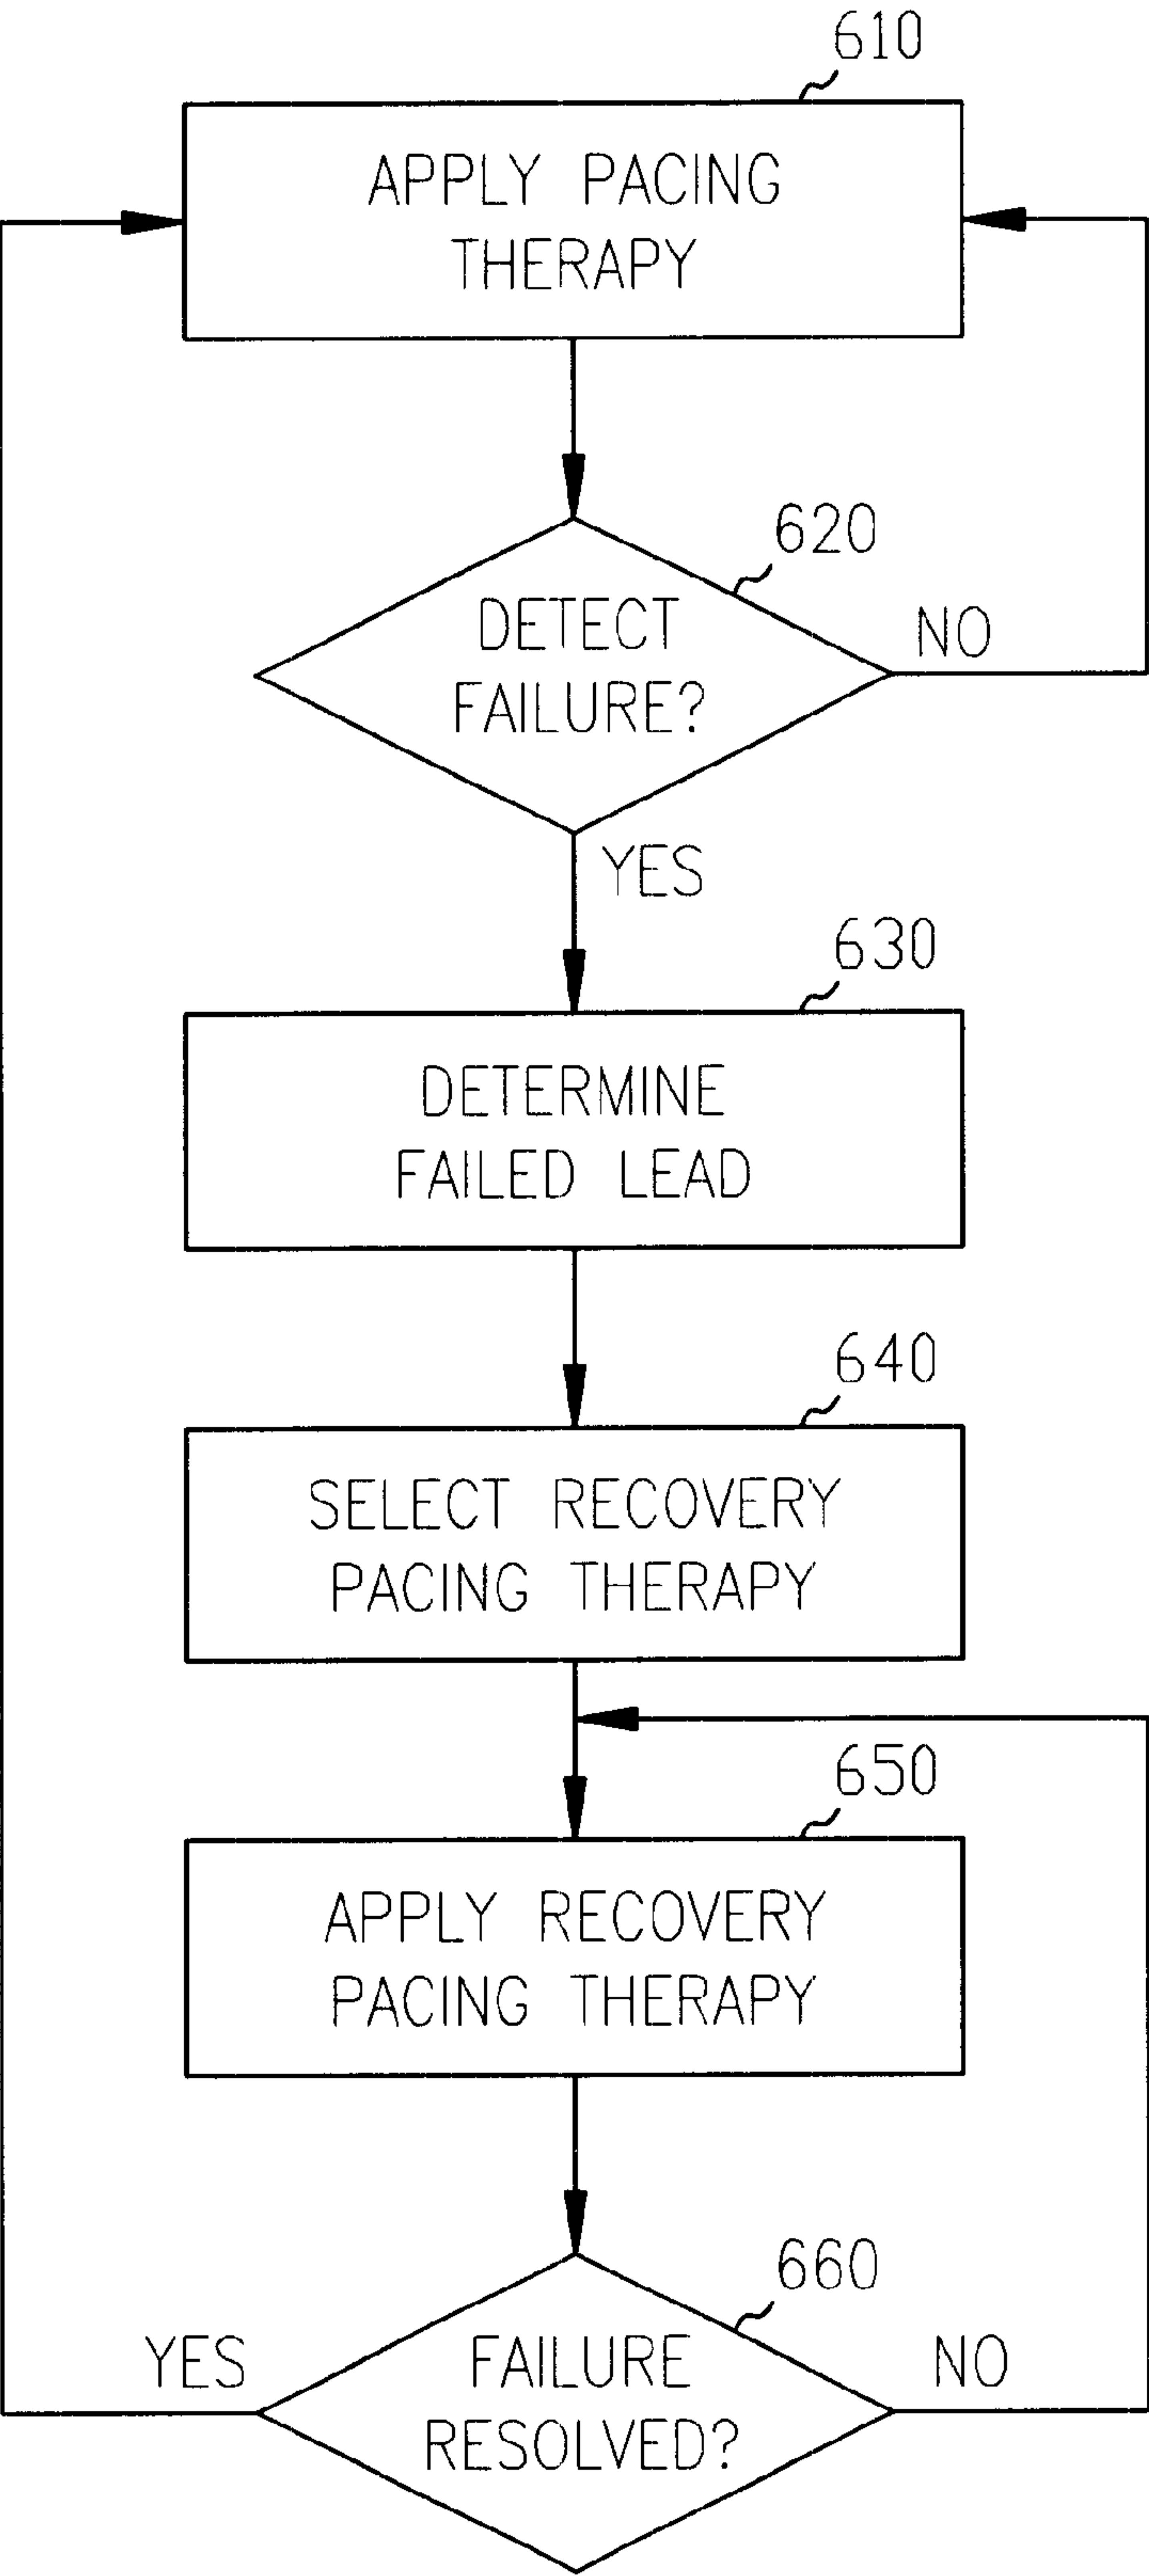 610
APPLY PACING
THERAPY
620
DETECT
FAILURE?
NO
YES
630
DETERMINE
FAILED LEAD
640
SELECT RECOVERY
PACING THERAPY
650
APPLY RECOVERY
PACING THERAPY
660
YES
FAILURE
RESOLVED?
NO